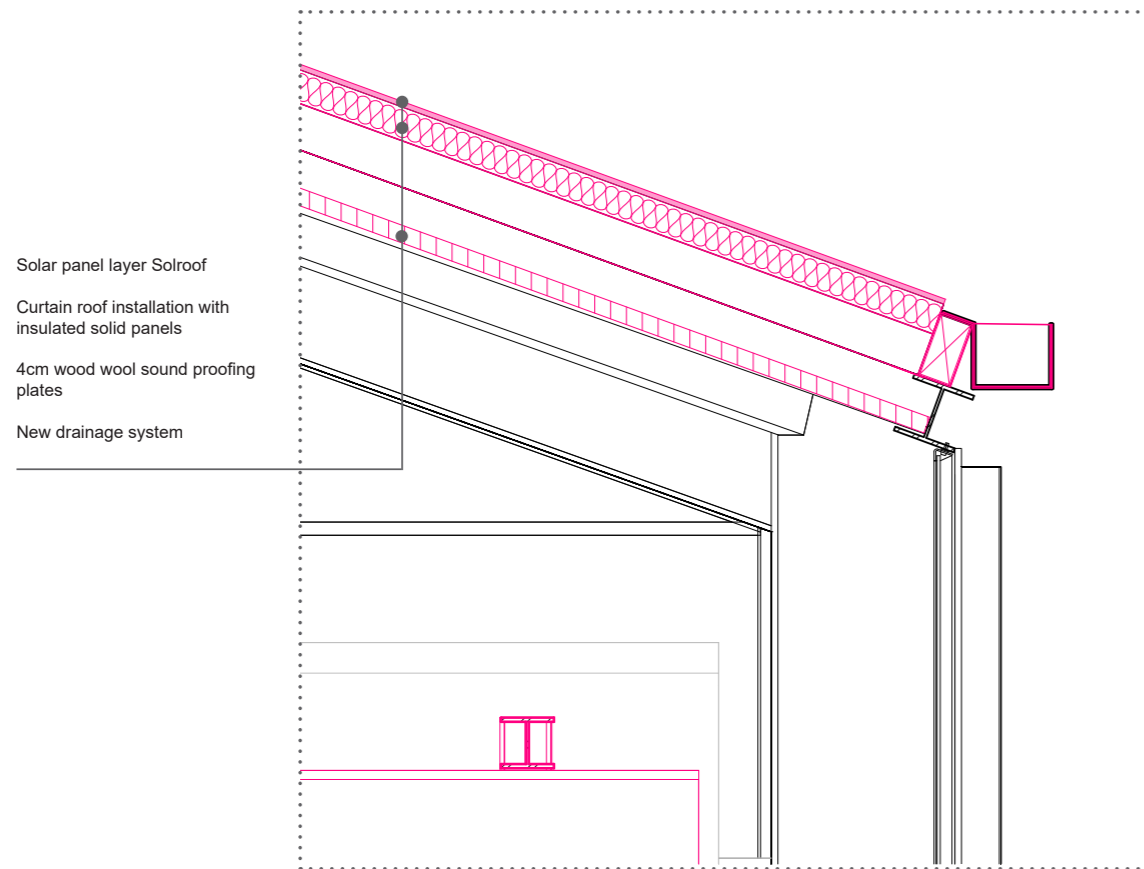 Solar panel layer Solroof
Curtain roof installation with
insulated solid panels
4cm wood wool sound proofing
plates
New drainage system